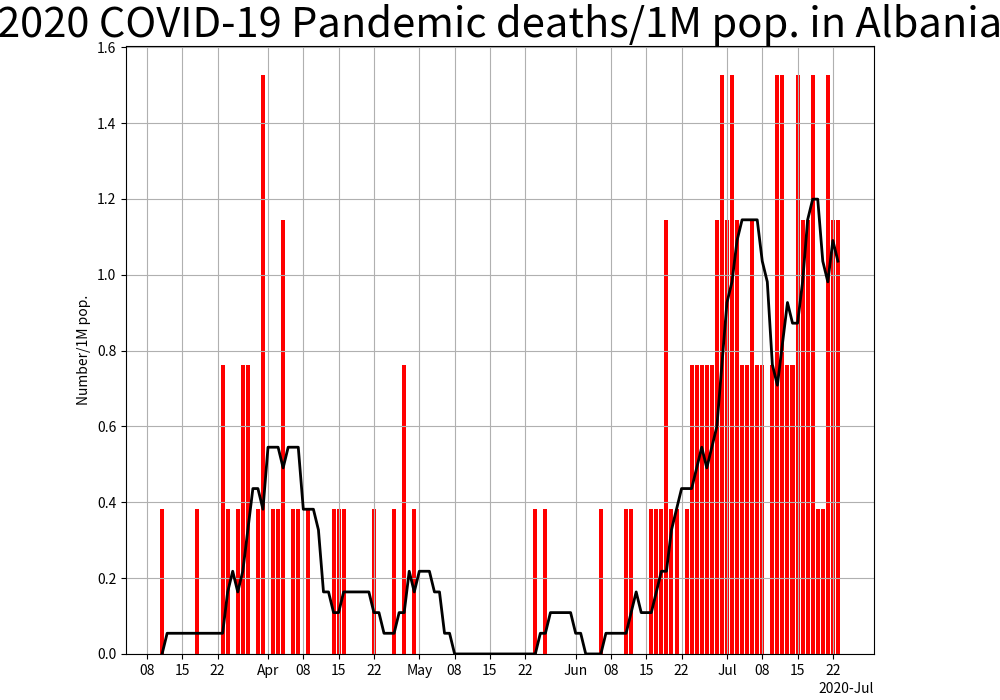 2020 COVID-19 Pandemic deaths/1M pop. in Albania
1.6
1.4
1.2
1.0
0.8
0.6
0.4
0.2
0.0
Number/1M pop.
08 15 22 Apr 08 15 22 May 08 15 22 Jun 08 15 22 Jul 08 15 22
2020-Jul